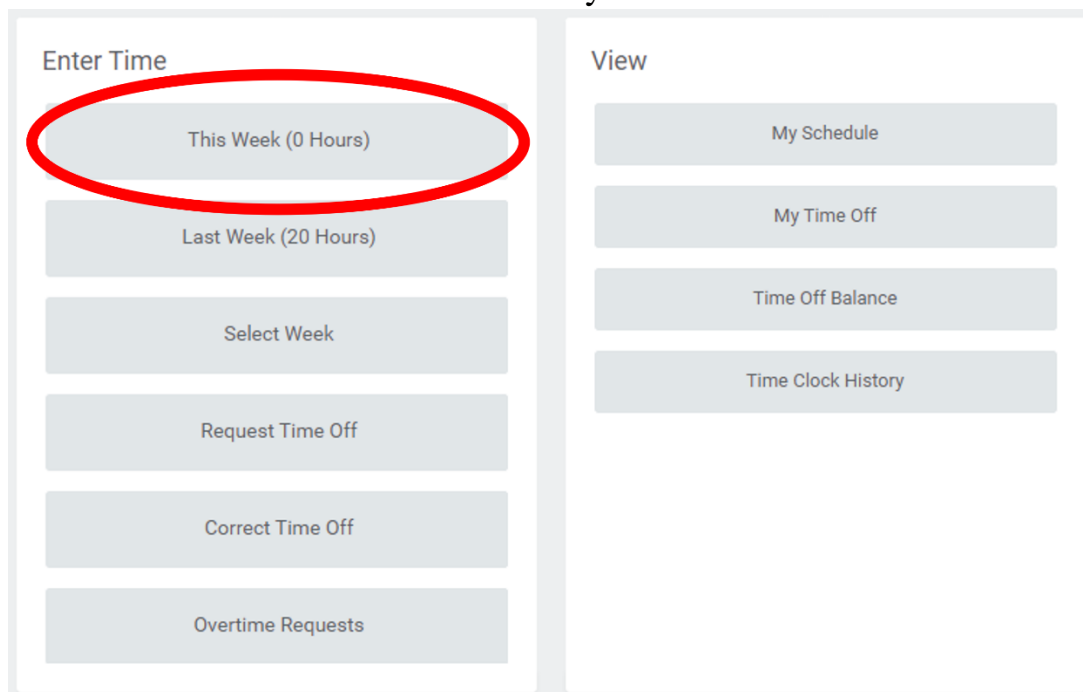 Enter Time
This Week (0 Hours)
Last Week (20 Hours)
Select Week
Request Time Off
Correct Time Off
Overtime Requests
View
My Schedule
My Time Off
Time Off Balance
Time Clock History